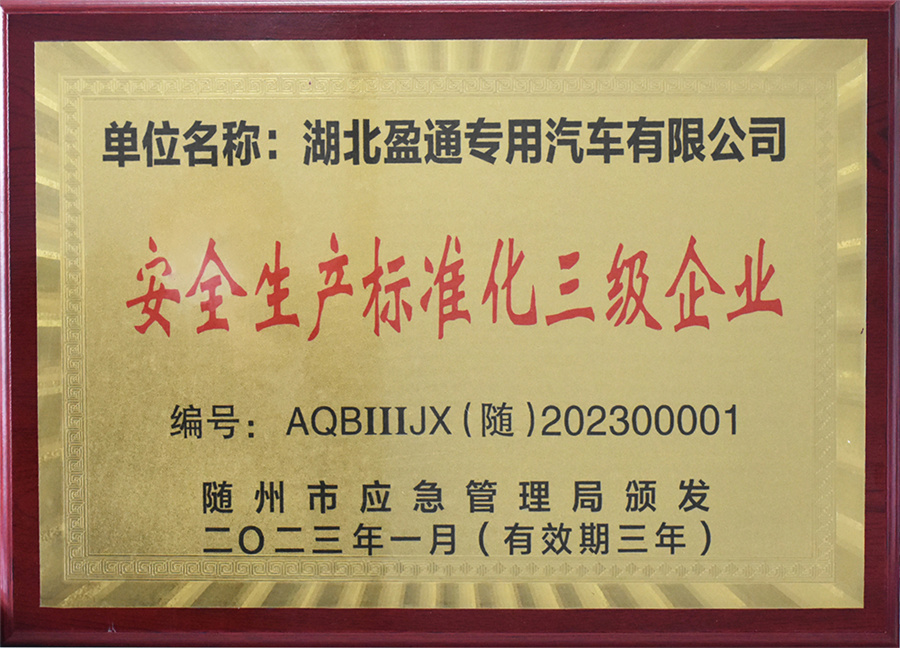 单位名称：湖北盈通专用汽车有限公司
安全生产标准化三级企业
编号：AQBIIIJX（随）202300001
随州市应急管理局颁发
二〇二三年一月（有效期三年）